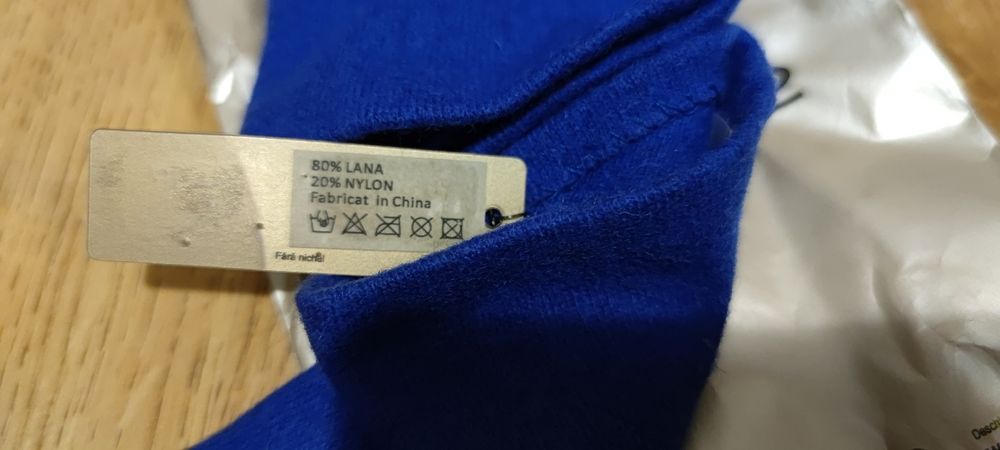 80% LANA
20% NYLON
Fabricat in China
Fără nichel